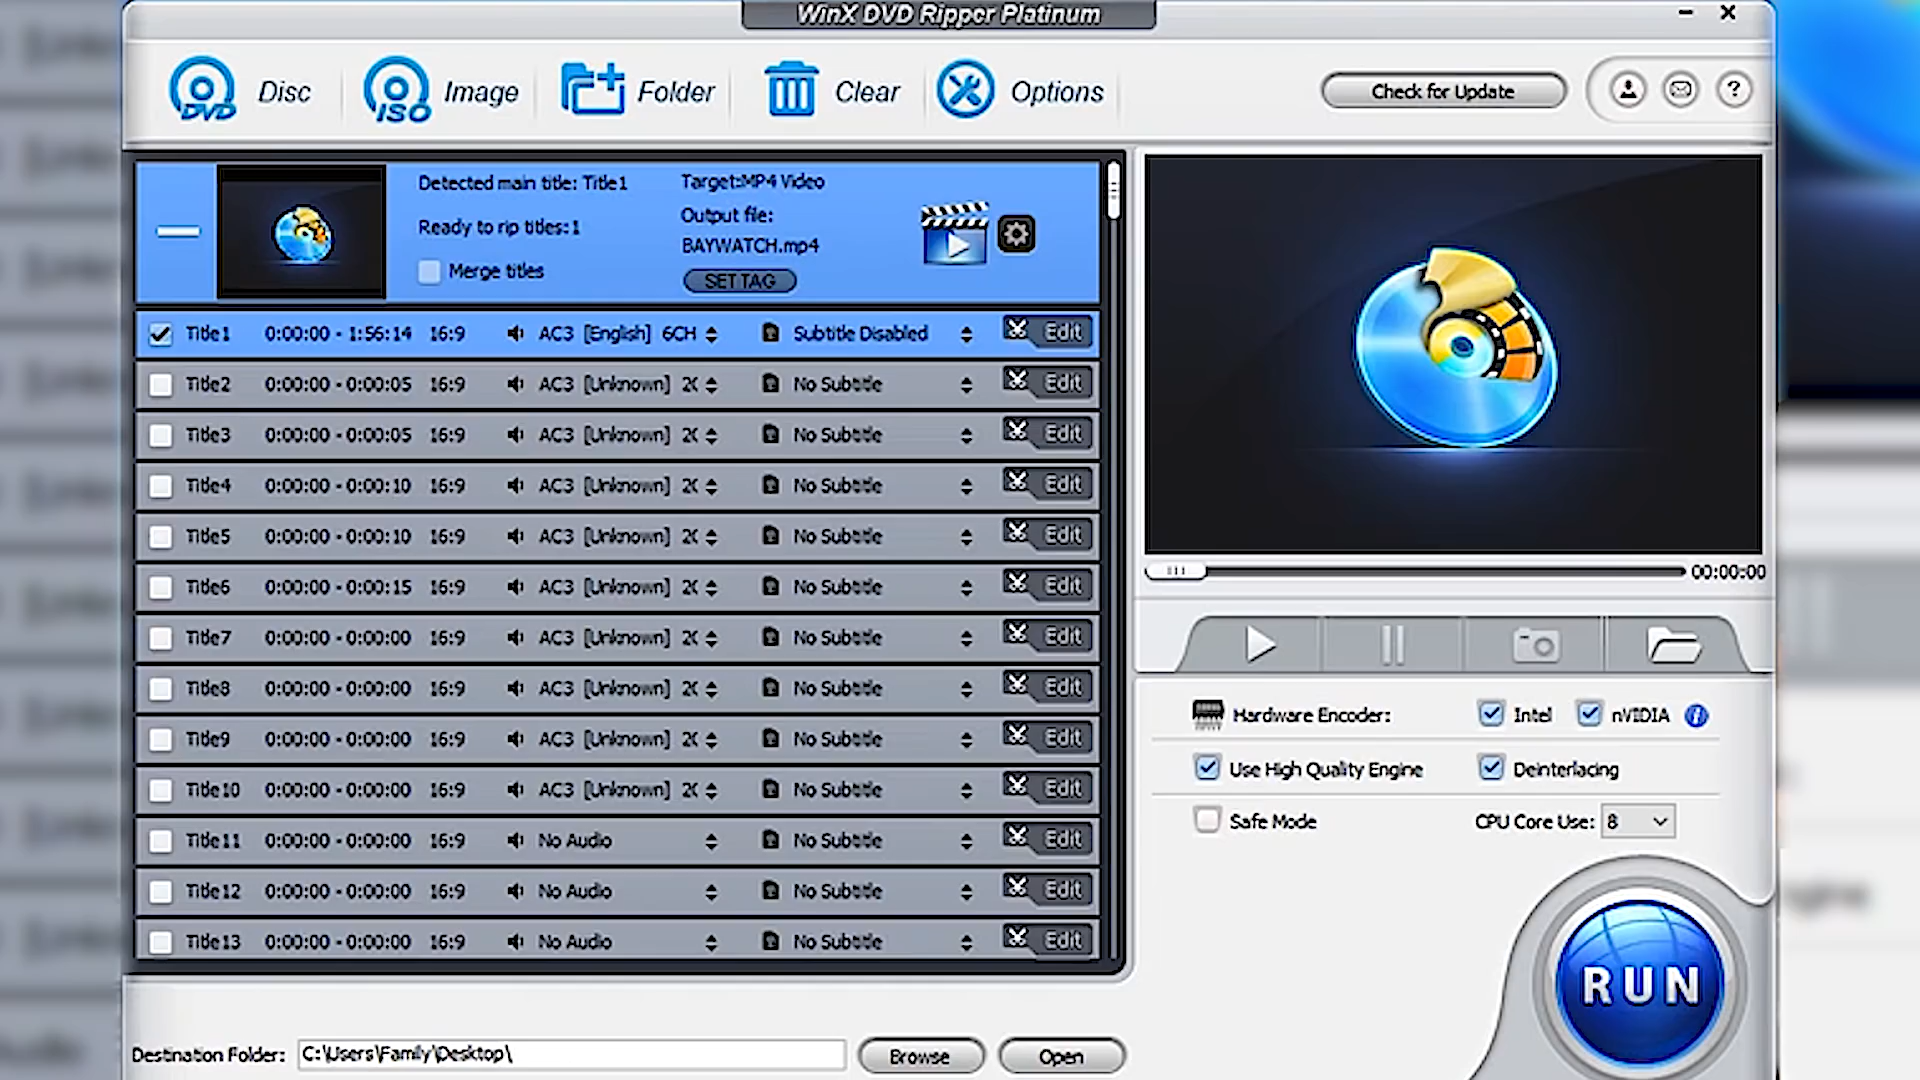 WinX DVD Ripper Platinum
DVD Disc
ISO Image
Folder
Clear
Options
Check for Update
?
Detected main title: Title1
Target:MP4 Video
Ready to rip titles:1
Output file:
BAYWATCH.mp4
Merge titles
SET TAG
Title1 0:00:00 - 1:56:14 16:9 AC3 [English] 6CH Subtitle Disabled Edit
Title2 0:00:00 - 0:00:05 16:9 AC3 [Unknown] 2C No Subtitle Edit
Title3 0:00:00 - 0:00:05 16:9 AC3 [Unknown] 2C No Subtitle Edit
Title4 0:00:00 - 0:00:10 16:9 AC3 [Unknown] 2C No Subtitle Edit
Title5 0:00:00 - 0:00:10 16:9 AC3 [Unknown] 2C No Subtitle Edit
Title6 0:00:00 - 0:00:15 16:9 AC3 [Unknown] 2C No Subtitle Edit
Title7 0:00:00 - 0:00:00 16:9 AC3 [Unknown] 2C No Subtitle Edit
Title8 0:00:00 - 0:00:00 16:9 AC3 [Unknown] 2C No Subtitle Edit
Title9 0:00:00 - 0:00:00 16:9 AC3 [Unknown] 2C No Subtitle Edit
Title10 0:00:00 - 0:00:00 16:9 AC3 [Unknown] 2C No Subtitle Edit
Title11 0:00:00 - 0:00:00 16:9 No Audio No Subtitle Edit
Title12 0:00:00 - 0:00:00 16:9 No Audio No Subtitle Edit
Title13 0:00:00 - 0:00:00 16:9 No Audio No Subtitle Edit
00:00:00
Hardware Encoder: Intel nVIDIA
Use High Quality Engine Deinterlacing
Safe Mode CPU Core Use: 8
RUN
Destination Folder: C:\Users\Family\Desktop\ Browse Open